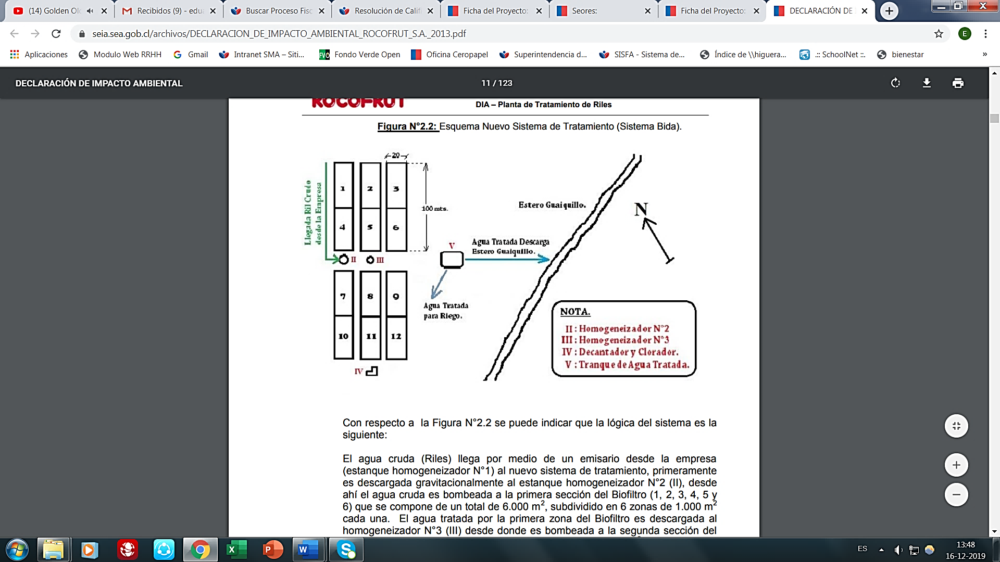 (14) Golden Ol
Recibidos (9) - edu
Buscar Proceso Fisc
Resolución de Calif
Ficha del Proyecto:
Seores:
Ficha del Proyecto:
DECLARACIÓN DE I
seia.sea.gob.cl/archivos/DECLARACION_DE_IMPACTO_AMBIENTAL_ROCOFRUT_S.A._2013.pdf
E
Aplicaciones
Modulo Web RRHH
Gmail
Intranet SMA – Siti...
FVO
Fondo Verde Open
Oficina Ceropapel
Superintendencia d...
SISFA - Sistema de...
Índice de \\higuera...
.:: SchoolNet ::.
bienestar
»
DECLARACIÓN DE IMPACTO AMBIENTAL
11 / 123
ROCOFRUT
DIA – Planta de Tratamiento de Riles
Figura N°2.2: Esquema Nuevo Sistema de Tratamiento (Sistema Bida).
20
Llegada Ril Crudo
desde la Empresa
1
2
3
100 mts.
4
5
6
II
III
7
8
9
10
11
12
IV
V
Agua Tratada Descarga
Estero Guaiquillo.
Agua Tratada
para Riego.
Estero Guaiquillo.
N
NOTA.
II : Homogeneizador N°2
III : Homogeneizador N°3
IV : Decantador y Clorador.
V : Tranque de Agua Tratada.
Con respecto a  la Figura N°2.2 se puede indicar que la lógica del sistema es la
siguiente:
El agua cruda (Riles) llega por medio de un emisario desde la empresa
(estanque homogeneizador N°1) al nuevo sistema de tratamiento, primeramente
es descargada gravitacionalmente al estanque homogeneizador N°2 (II), desde
ahí el agua cruda es bombeada a la primera sección del Biofiltro (1, 2, 3, 4, 5 y
6) que se compone de un total de 6.000 m², subdividido en 6 zonas de 1.000 m²
cada una.  El agua tratada por la primera zona del Biofiltro es descargada al
homogeneizador N°3 (III) desde donde es bombeada a la segunda sección del
ES
13:48
16-12-2019